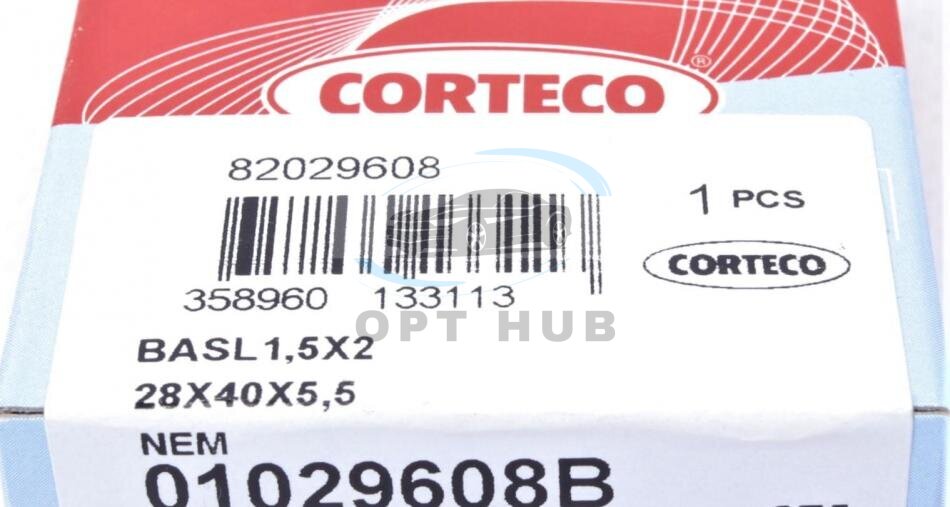 CORTECO®
82029608
1 PCS
CORTECO
358960 133113
OPT HUB
BASL1,5X2
28X40X5,5
NEM
01029608B